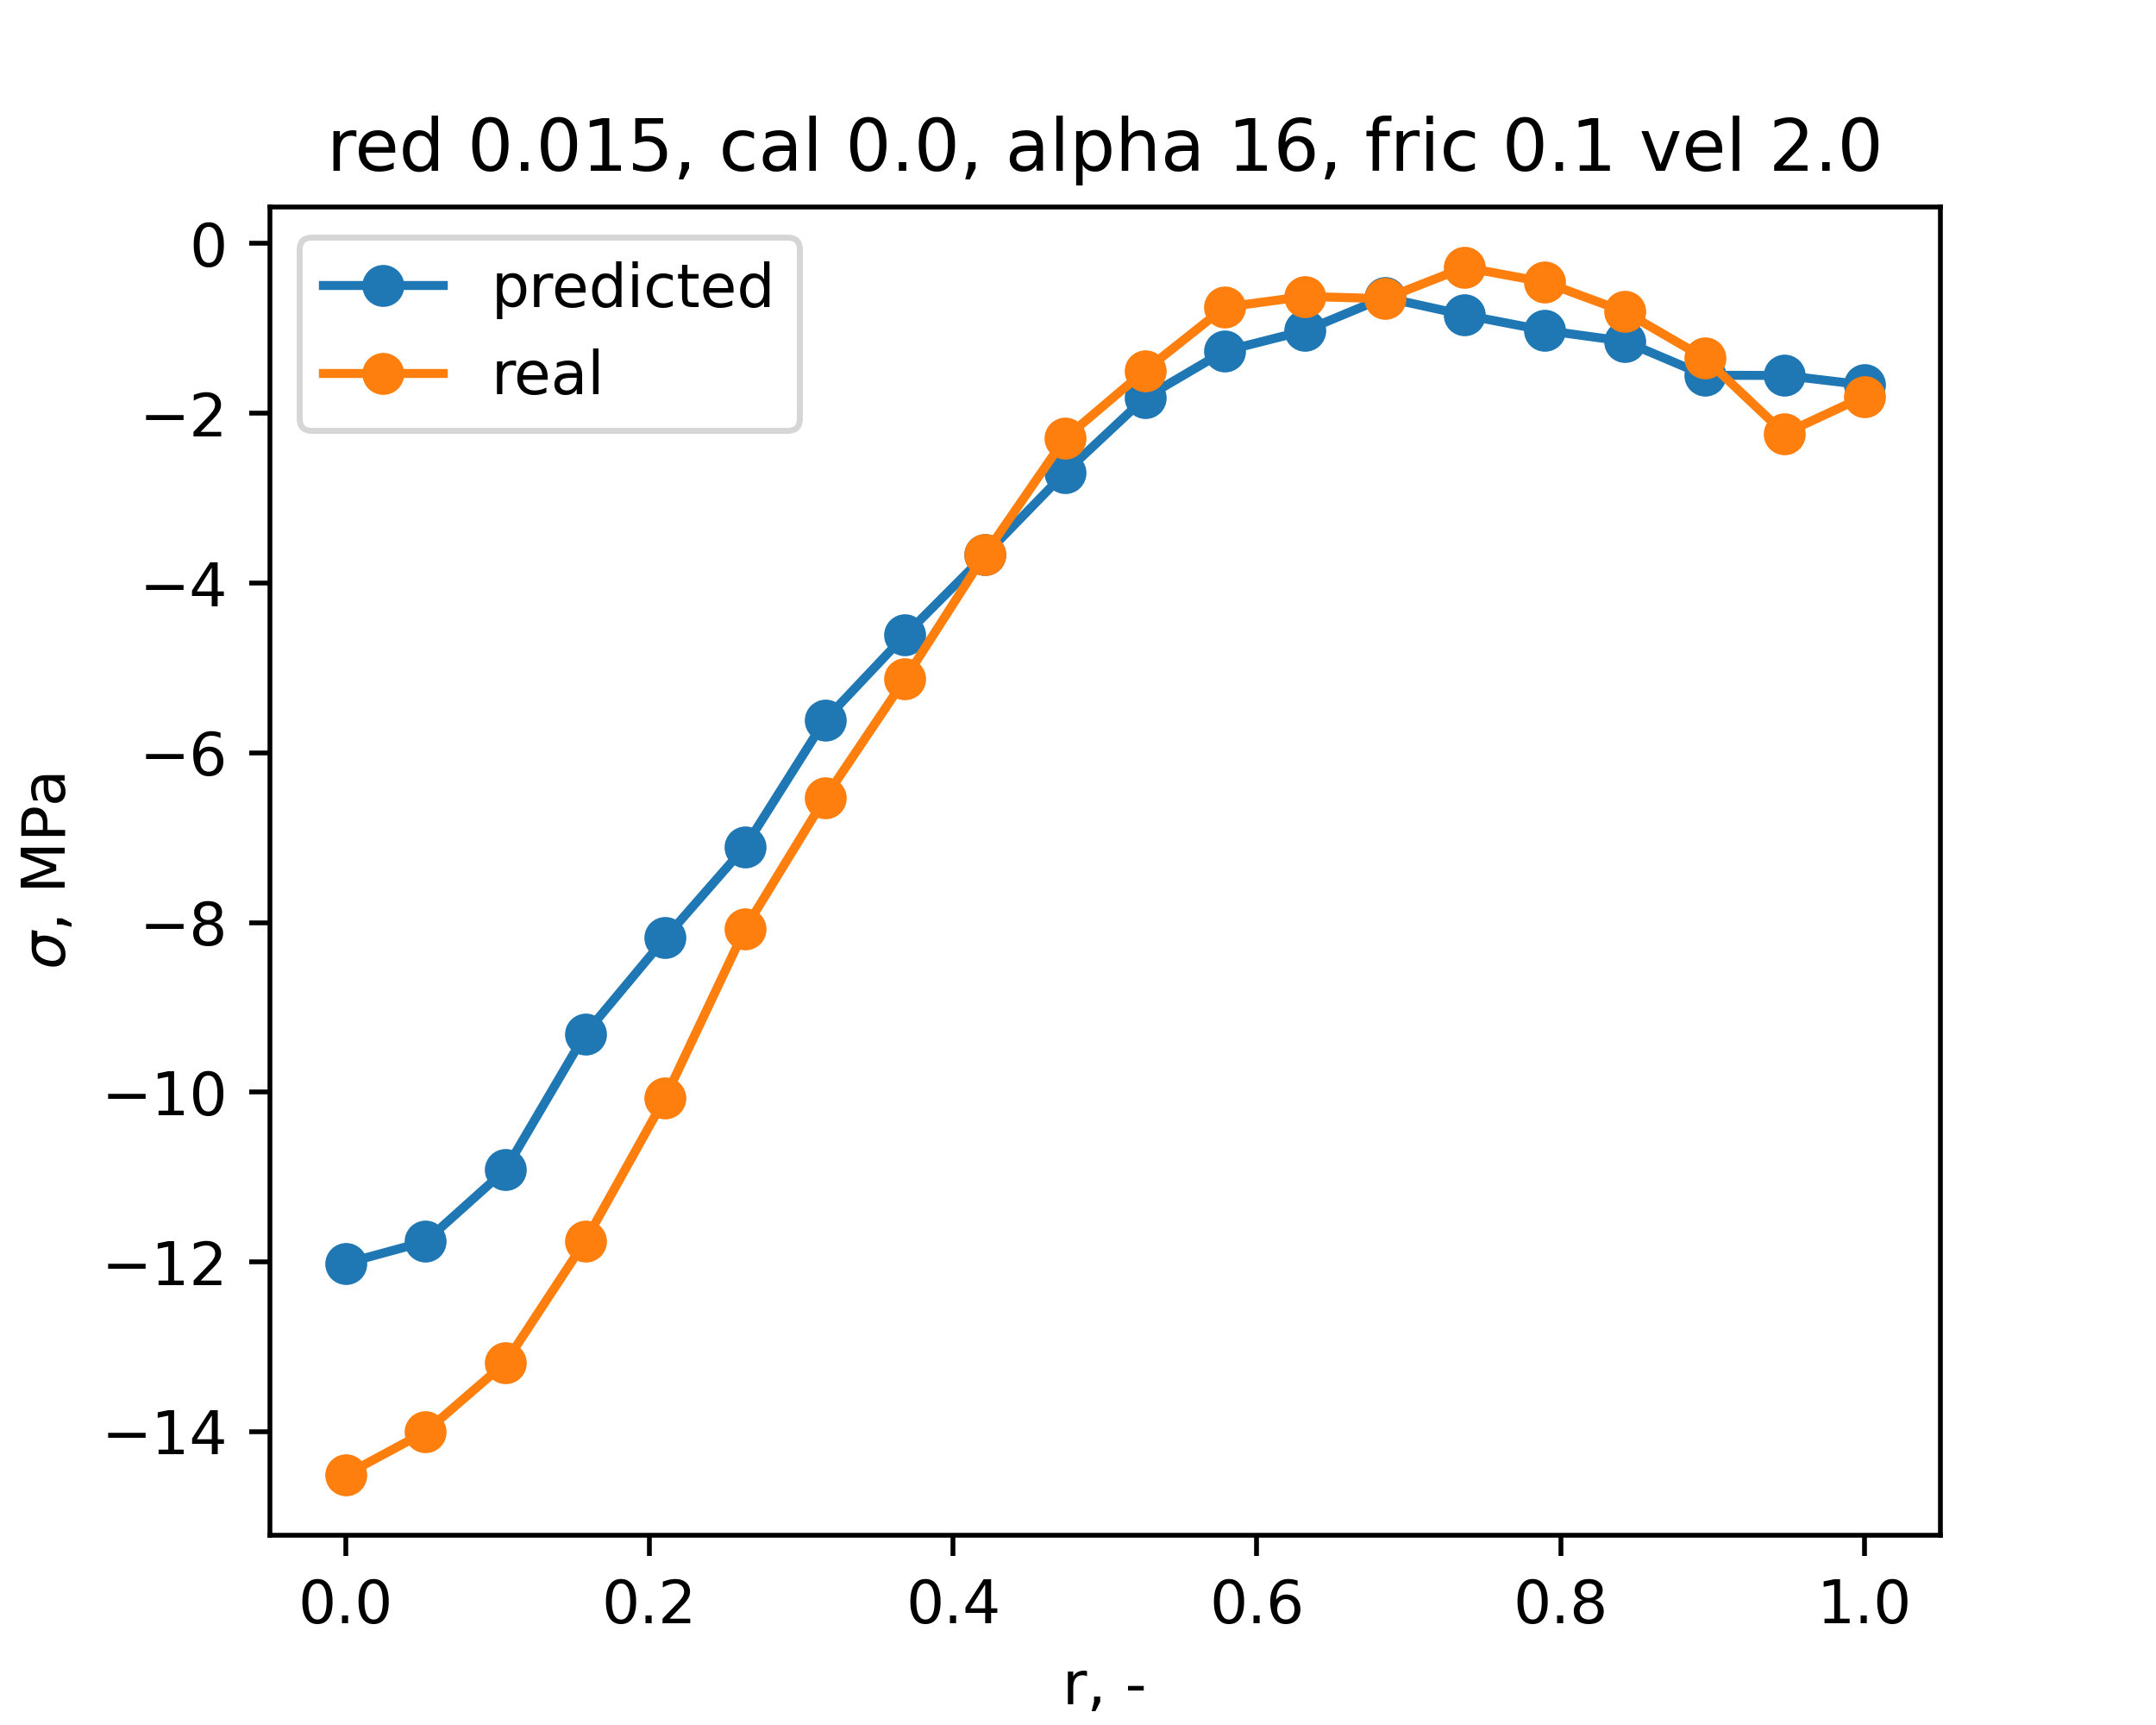 red 0.015, cal 0.0, alpha 16, fric 0.1 vel 2.0
predicted
real
0
−2
−4
−6
−8
−10
−12
−14
σ, MPa
0.0 0.2 0.4 0.6 0.8 1.0
r, -